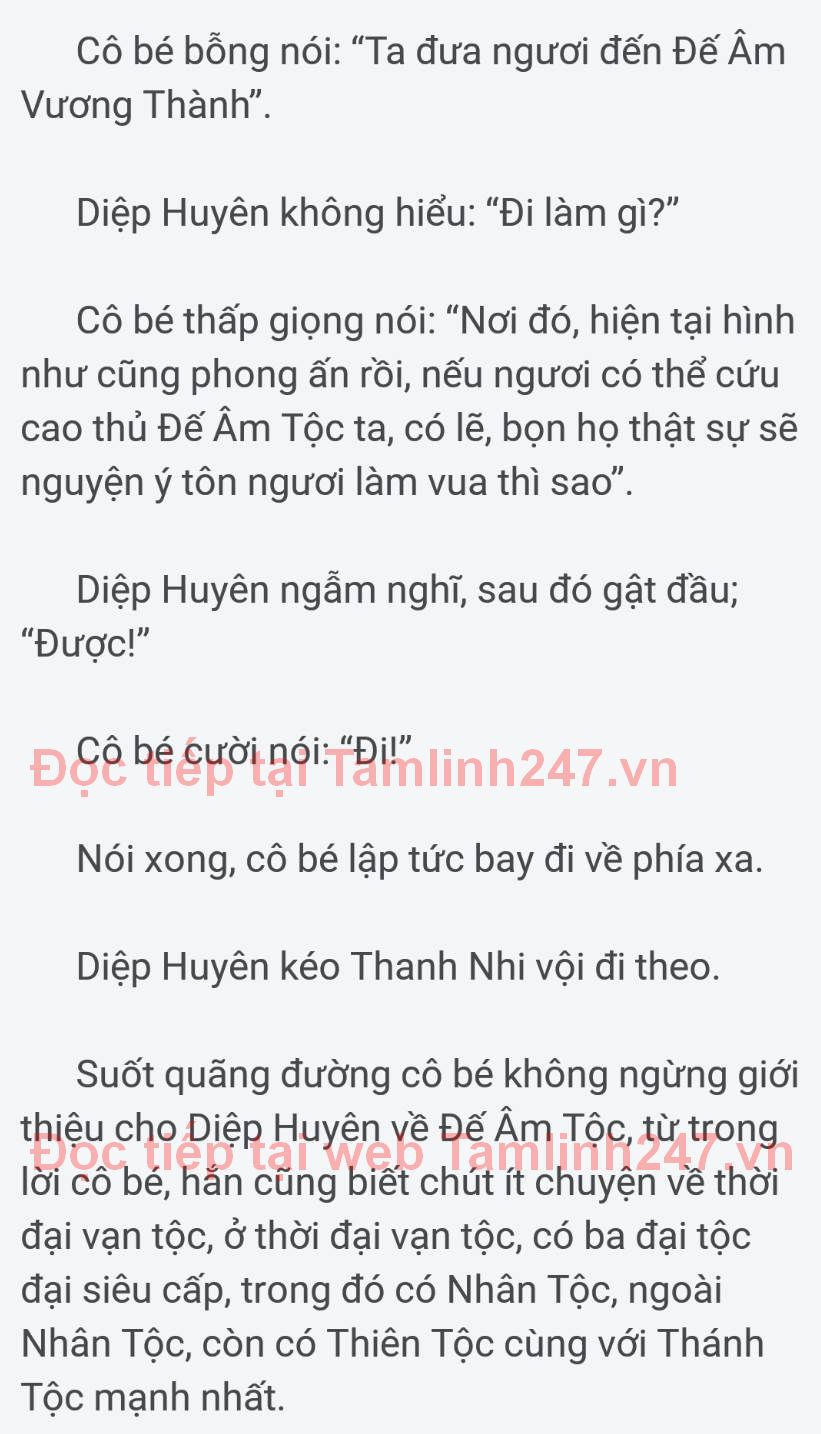 Cô bé bỗng nói: “Ta đưa ngươi đến Đế Âm
Vương Thành”.
Diệp Huyên không hiểu: “Đi làm gì?”
Cô bé thấp giọng nói: “Nơi đó, hiện tại hình
như cũng phong ấn rồi, nếu ngươi có thể cứu
cao thủ Đế Âm Tộc ta, có lẽ, bọn họ thật sự sẽ
nguyện ý tôn ngươi làm vua thì sao”.
Diệp Huyên ngẫm nghĩ, sau đó gật đầu;
“Được!”
Cô bé cười nói: “Đi!”
Đọc tiếp tại Tamlinh247.vn
Nói xong, cô bé lập tức bay đi về phía xa.
Diệp Huyên kéo Thanh Nhi vội đi theo.
Suốt quãng đường cô bé không ngừng giới
thiệu cho Diệp Huyên về Đế Âm Tộc, từ trong
Đọc tiếp tại web Tamlinh247.vn
lời cô bé, hắn cũng biết chút ít chuyện về thời
đại vạn tộc, ở thời đại vạn tộc, có ba đại tộc
đại siêu cấp, trong đó có Nhân Tộc, ngoài
Nhân Tộc, còn có Thiên Tộc cùng với Thánh
Tộc mạnh nhất.